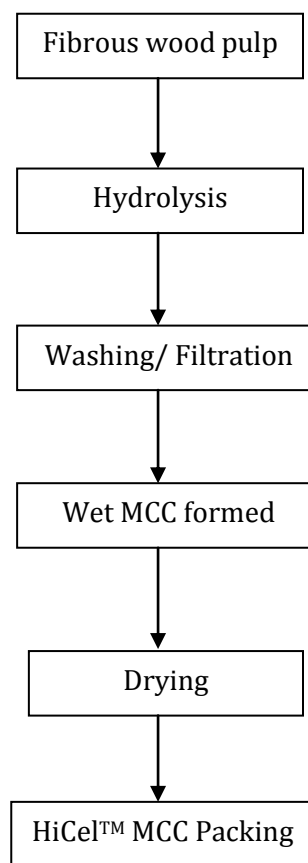 Fibrous wood pulp
Hydrolysis
Washing/ Filtration
Wet MCC formed
Drying
HiCel™ MCC Packing